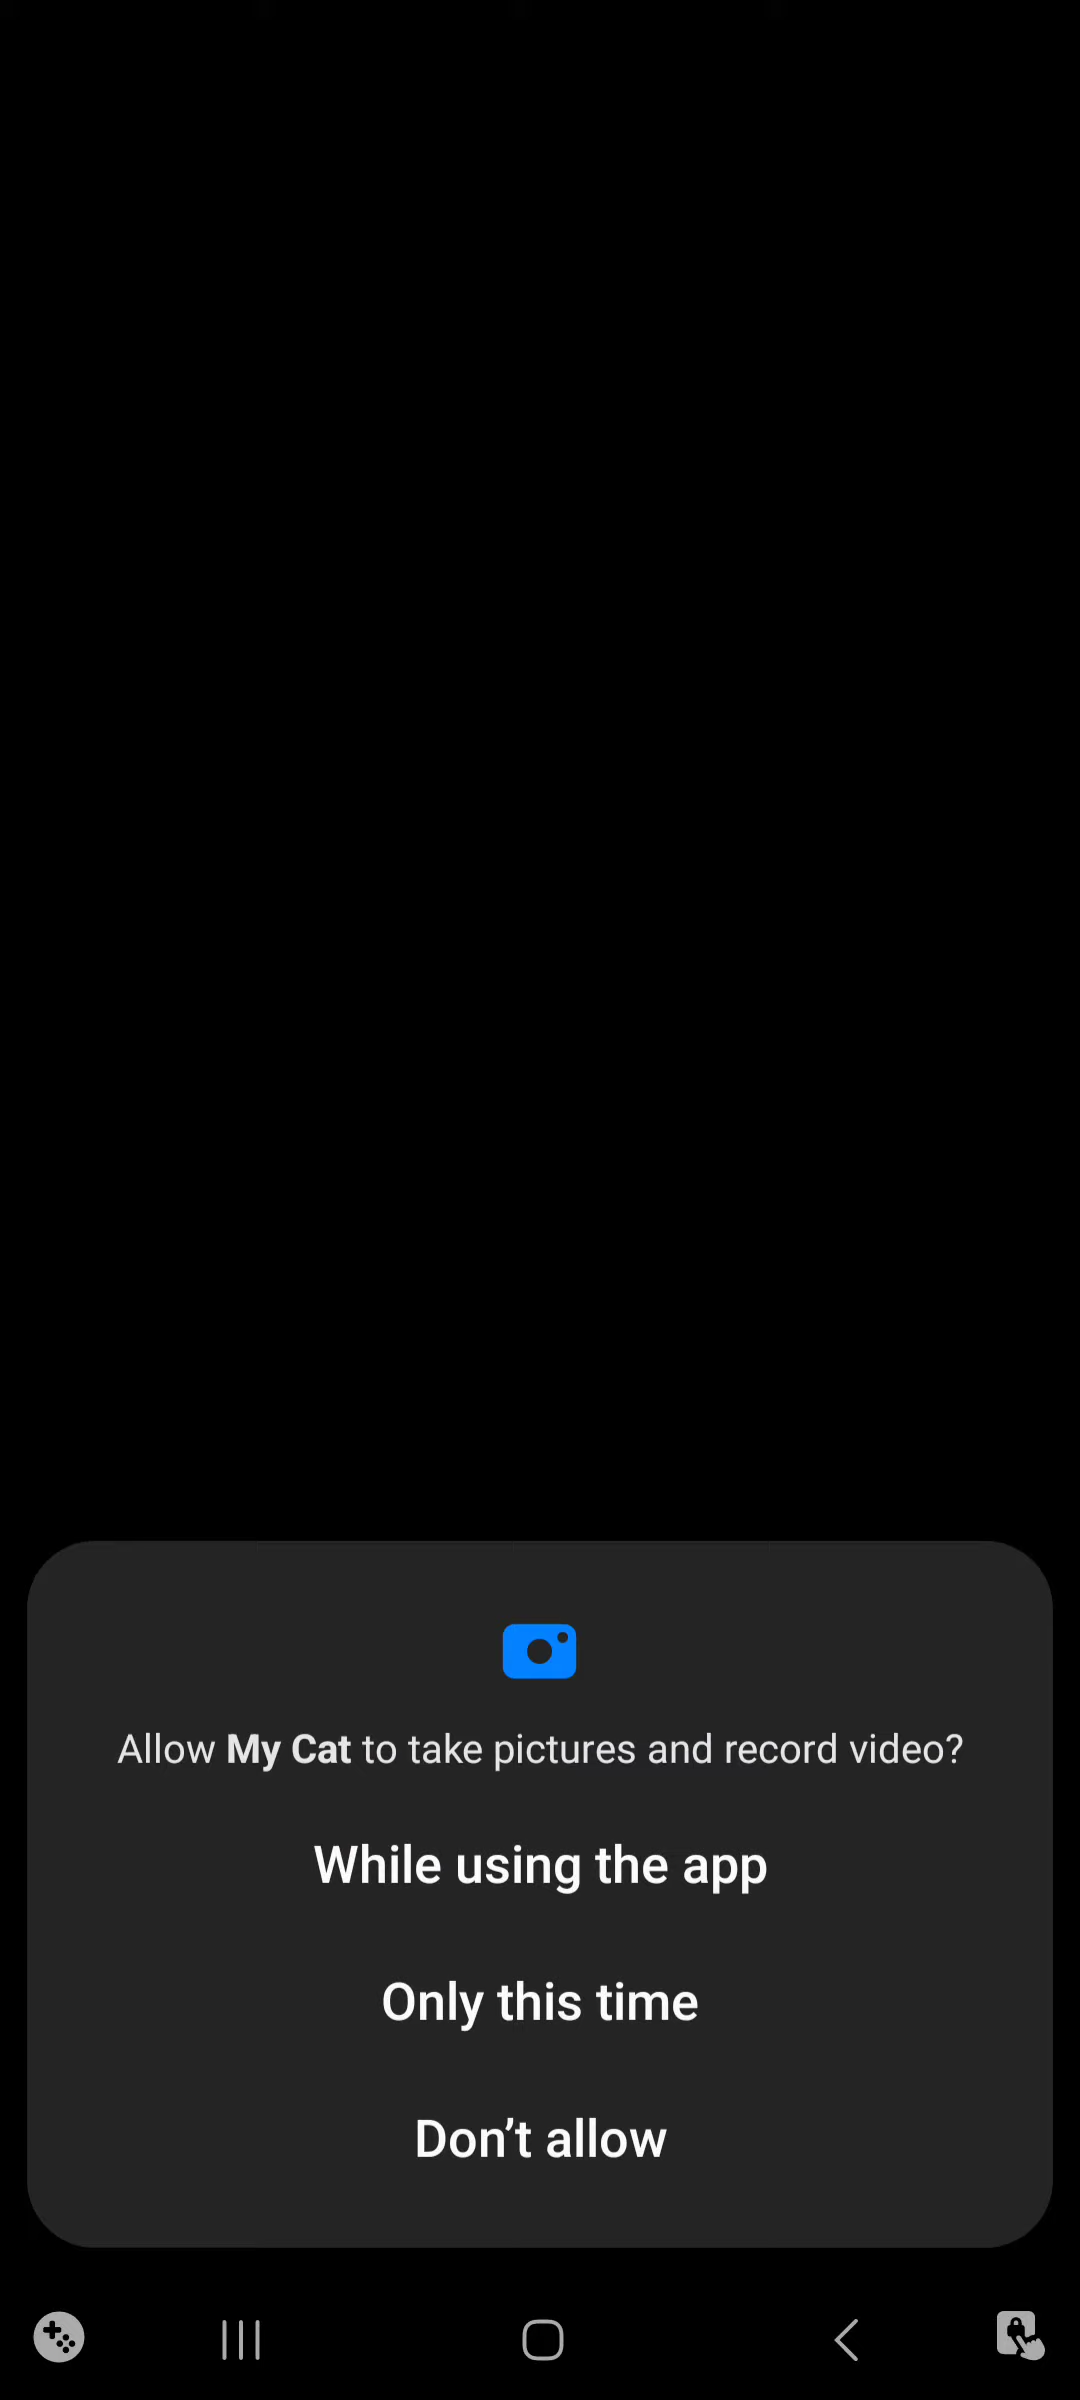 Allow My Cat to take pictures and record video?
While using the app
Only this time
Don’t allow